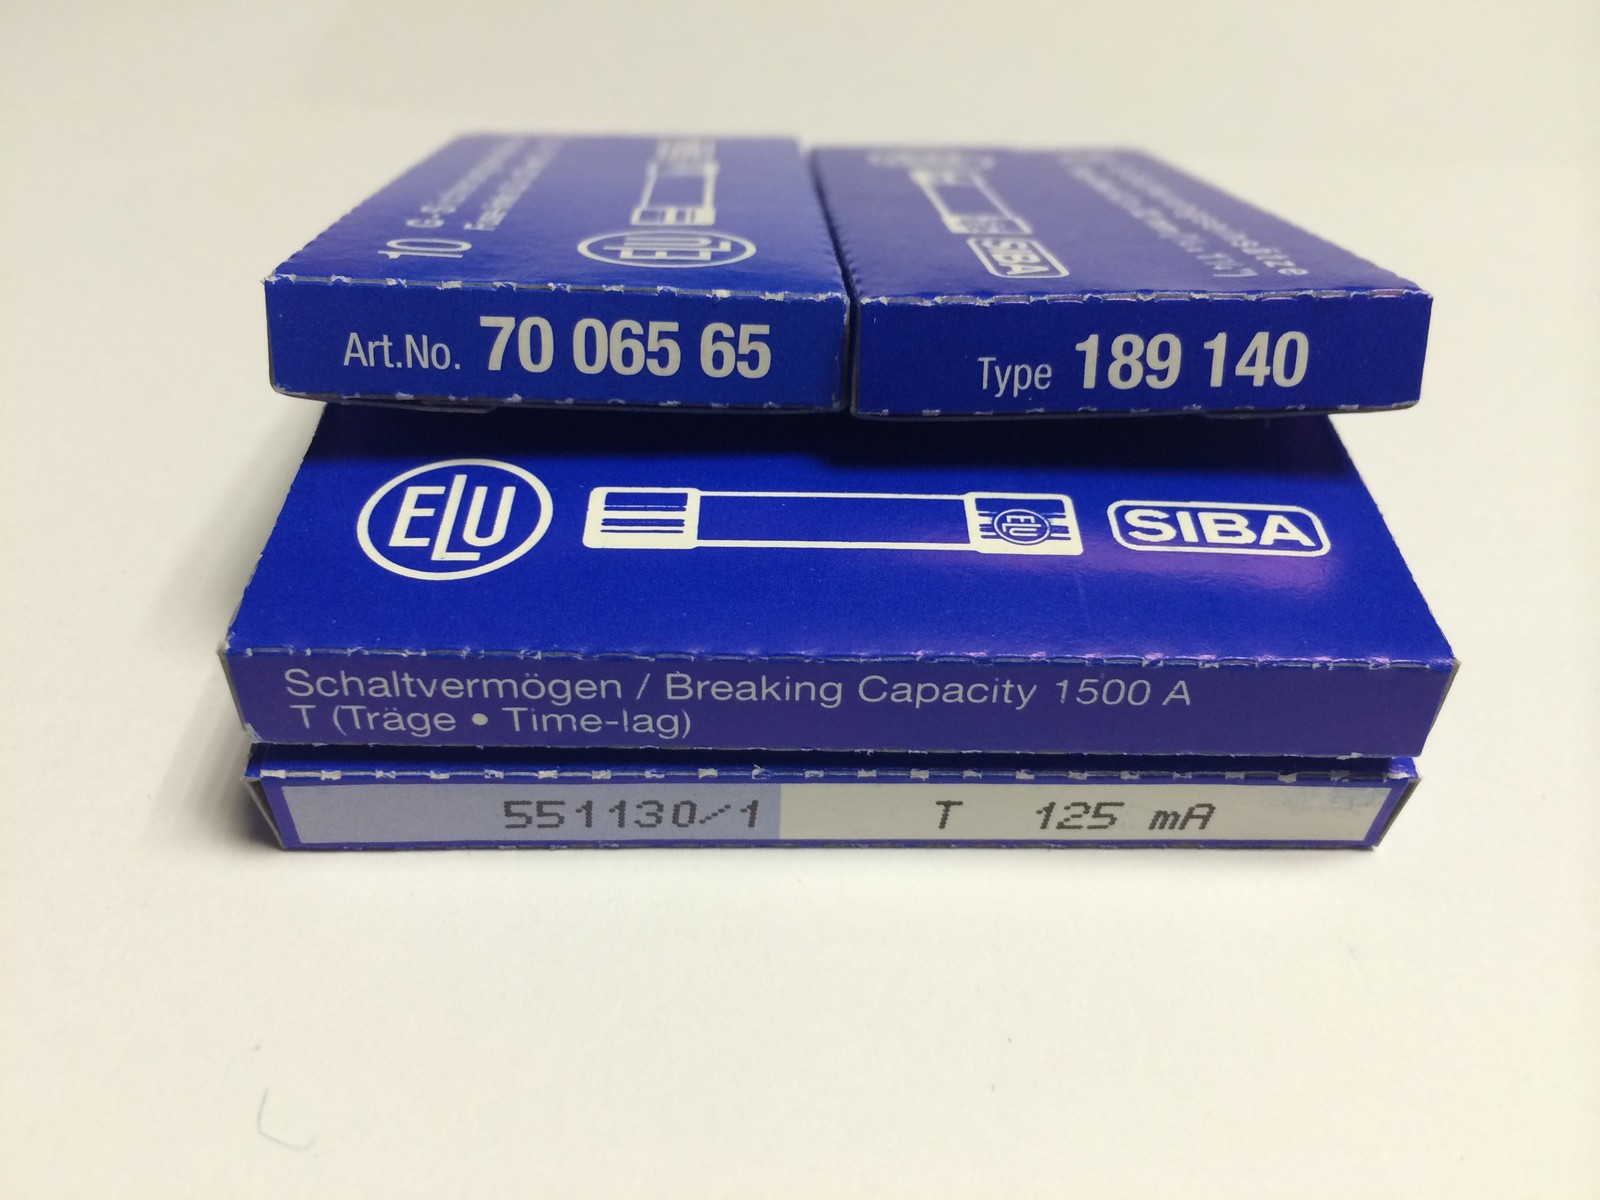 10
ELU
SIBA
Art.No. 70 065 65
Type 189 140
ELU
ELU
SIBA
Schaltvermögen / Breaking Capacity 1500 A
T (Träge • Time-lag)
551130/1 T 125 mA